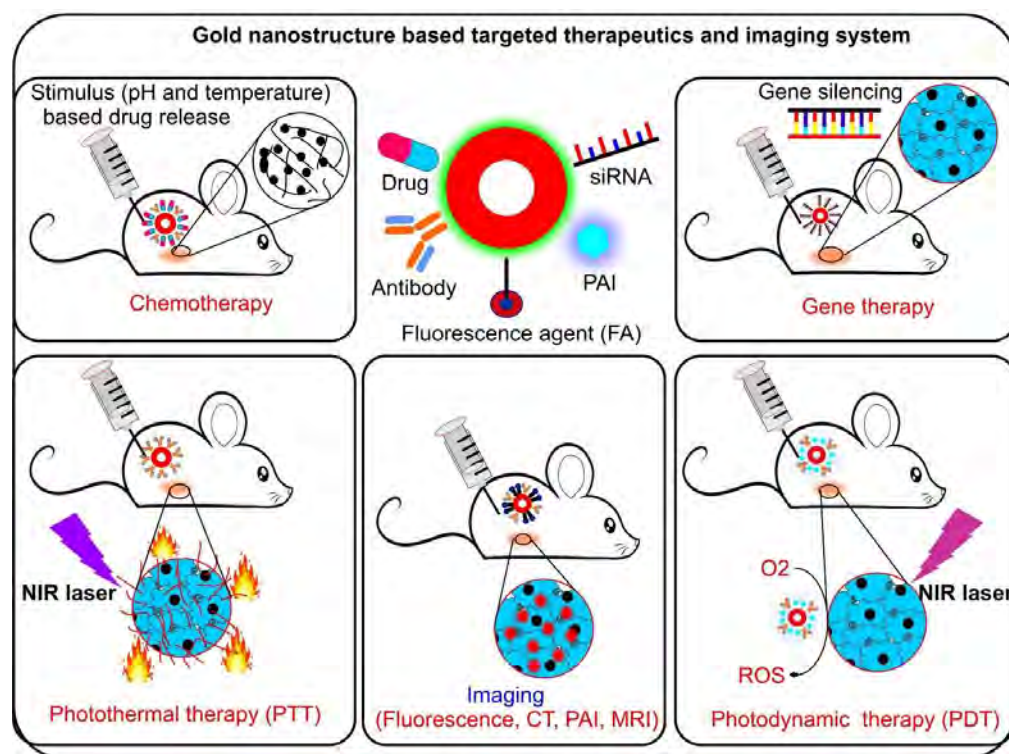 Gold nanostructure based targeted therapeutics and imaging system
Stimulus (pH and temperature)
based drug release
Chemotherapy
Drug
siRNA
Antibody
PAI
Fluorescence agent (FA)
Gene silencing
Gene therapy
NIR laser
Photothermal therapy (PTT)
Imaging
(Fluorescence, CT, PAI, MRI)
O2
NIR laser
ROS
Photodynamic therapy (PDT)